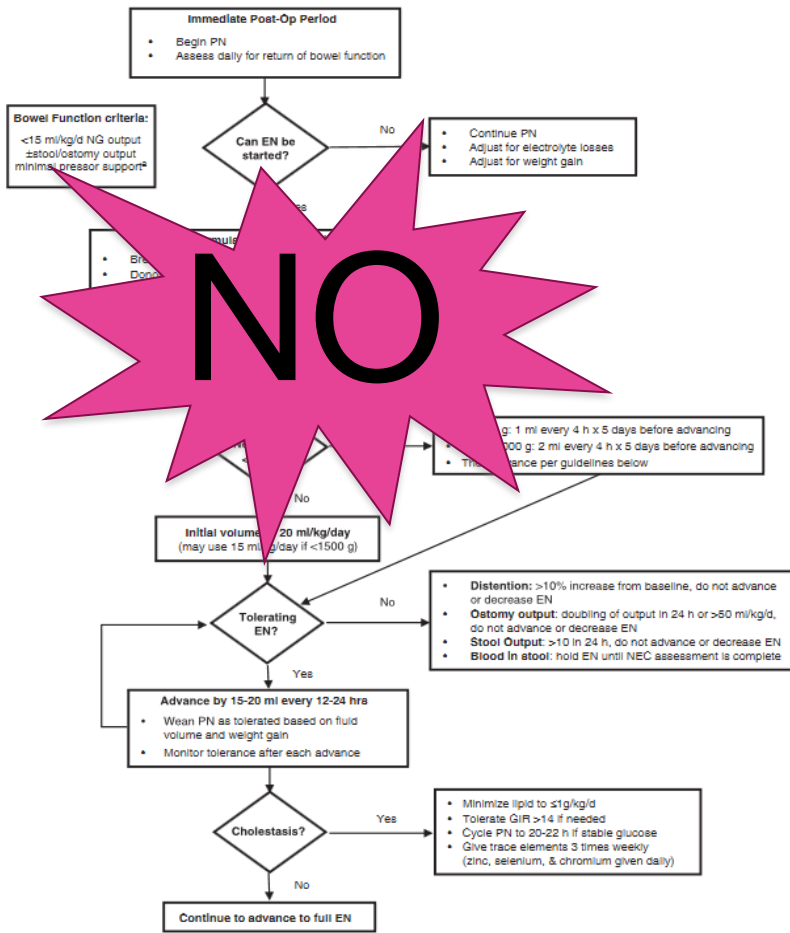 Immediate Post-Op Period
• Begin PN
• Assess daily for return of bowel function
Bowel Function criteria:
<15 ml/kg/d NG output
±stool/ostomy output
minimal pressor support
Can EN be
started?
No
• Continue PN
• Adjust for electrolyte losses
• Adjust for weight gain
NO
g: 1 ml every 4 h x 5 days before advancing
000 g: 2 ml every 4 h x 5 days before advancing
per guidelines below
No
Initial volume 20 ml/kg/day
(may use 15 ml/kg/day if <1500 g)
Tolerating
EN?
No
• Distention: >10% increase from baseline, do not advance
or decrease EN
• Ostomy output: doubling of output in 24 h or >50 ml/kg/d,
do not advance or decrease EN
• Stool Output: >10 in 24 h, do not advance or decrease EN
• Blood in stool: hold EN until NEC assessment is complete
Yes
Advance by 15-20 ml every 12-24 hrs
• Wean PN as tolerated based on fluid
volume and weight gain
• Monitor tolerance after each advance
Cholestasis?
Yes
• Minimize lipid to ≤1g/kg/d
• Tolerate GIR >14 if needed
• Cycle PN to 20-22 h if stable glucose
• Give trace elements 3 times weekly
(zinc, selenium, & chromium given daily)
No
Continue to advance to full EN